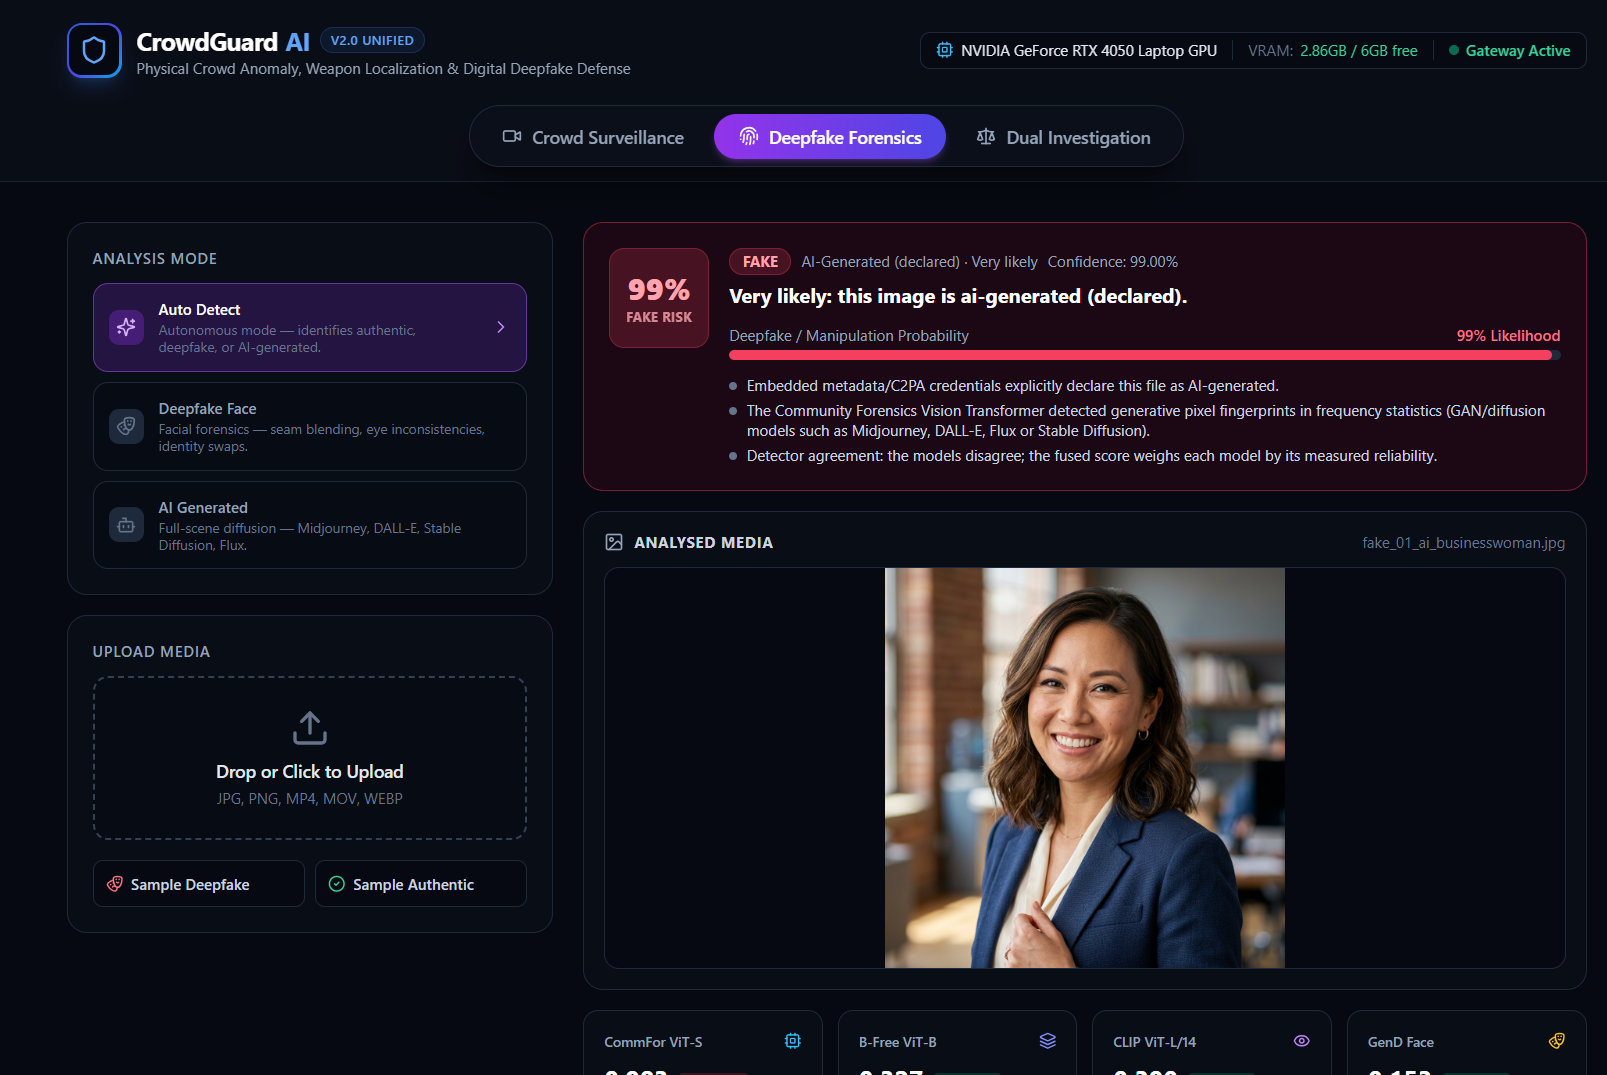 CrowdGuard AI V2.0 UNIFIED
Physical Crowd Anomaly, Weapon Localization & Digital Deepfake Defense
NVIDIA GeForce RTX 4050 Laptop GPU VRAM: 2.86GB / 6GB free Gateway Active
Crowd Surveillance Deepfake Forensics Dual Investigation
ANALYSIS MODE
Auto Detect
Autonomous mode — identifies authentic,
deepfake, or AI-generated.
Deepfake Face
Facial forensics — seam blending, eye inconsistencies,
identity swaps.
AI Generated
Full-scene diffusion — Midjourney, DALL-E, Stable
Diffusion, Flux.
UPLOAD MEDIA
Drop or Click to Upload
JPG, PNG, MP4, MOV, WEBP
Sample Deepfake Sample Authentic
99%
FAKE RISK
FAKE AI-Generated (declared) · Very likely Confidence: 99.00%
Very likely: this image is ai-generated (declared).
Deepfake / Manipulation Probability 99% Likelihood
Embedded metadata/C2PA credentials explicitly declare this file as AI-generated.
The Community Forensics Vision Transformer detected generative pixel fingerprints in frequency statistics (GAN/diffusion
models such as Midjourney, DALL-E, Flux or Stable Diffusion).
Detector agreement: the models disagree; the fused score weighs each model by its measured reliability.
ANALYSED MEDIA fake_01_ai_businesswoman.jpg
CommFor ViT-S B-Free ViT-B CLIP ViT-L/14 GenD Face